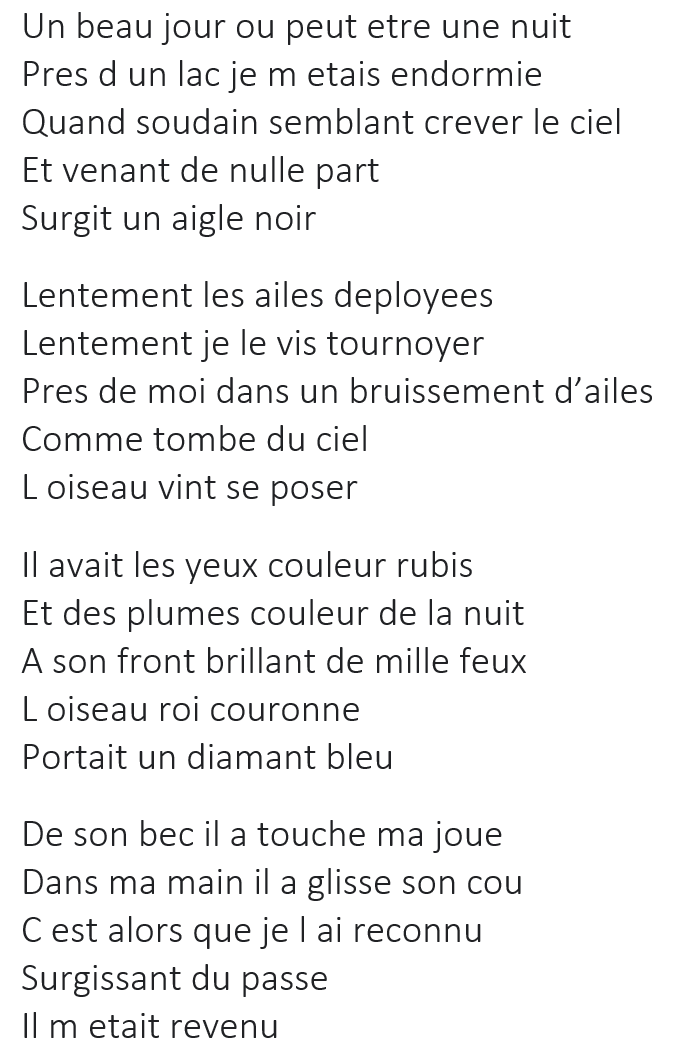 Un beau jour ou peut etre une nuit
Pres d un lac je m etais endormie
Quand soudain semblant crever le ciel
Et venant de nulle part
Surgit un aigle noir
Lentement les ailes deployees
Lentement je le vis tournoyer
Pres de moi dans un bruissement d’ailes
Comme tombe du ciel
L oiseau vint se poser
Il avait les yeux couleur rubis
Et des plumes couleur de la nuit
A son front brillant de mille feux
L oiseau roi couronne
Portait un diamant bleu
De son bec il a touche ma joue
Dans ma main il a glisse son cou
C est alors que je l ai reconnu
Surgissant du passe
Il m etait revenu